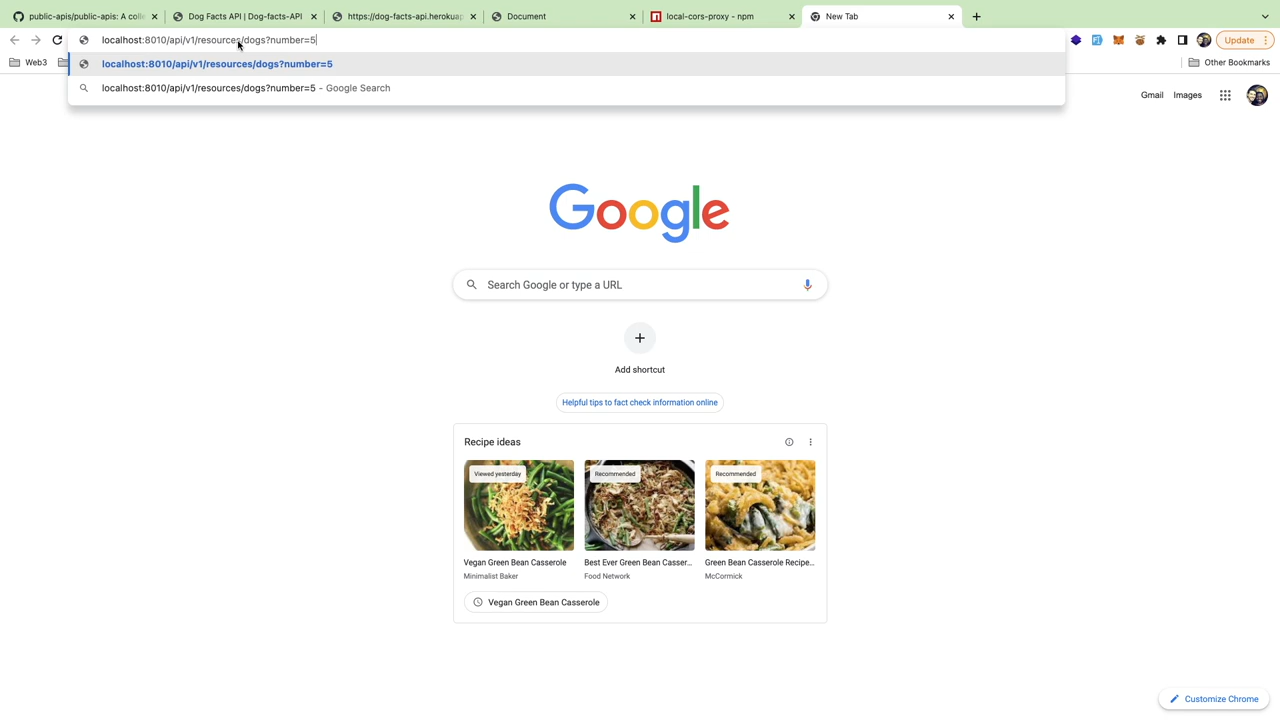 public-apis/public-apis: A colle
Dog Facts API | Dog-facts-API
https://dog-facts-api.herokuap
Document
local-cors-proxy - npm
New Tab
localhost:8010/api/v1/resources/dogs?number=5
Update
Web3
Other Bookmarks
localhost:8010/api/v1/resources/dogs?number=5
localhost:8010/api/v1/resources/dogs?number=5 - Google Search
Gmail
Images
Google
Search Google or type a URL
Add shortcut
Helpful tips to fact check information online
Recipe ideas
Viewed yesterday
Recommended
Recommended
Vegan Green Bean Casserole
Best Ever Green Bean Casser...
Green Bean Casserole Recipe...
Minimalist Baker
Food Network
McCormick
Vegan Green Bean Casserole
Customize Chrome